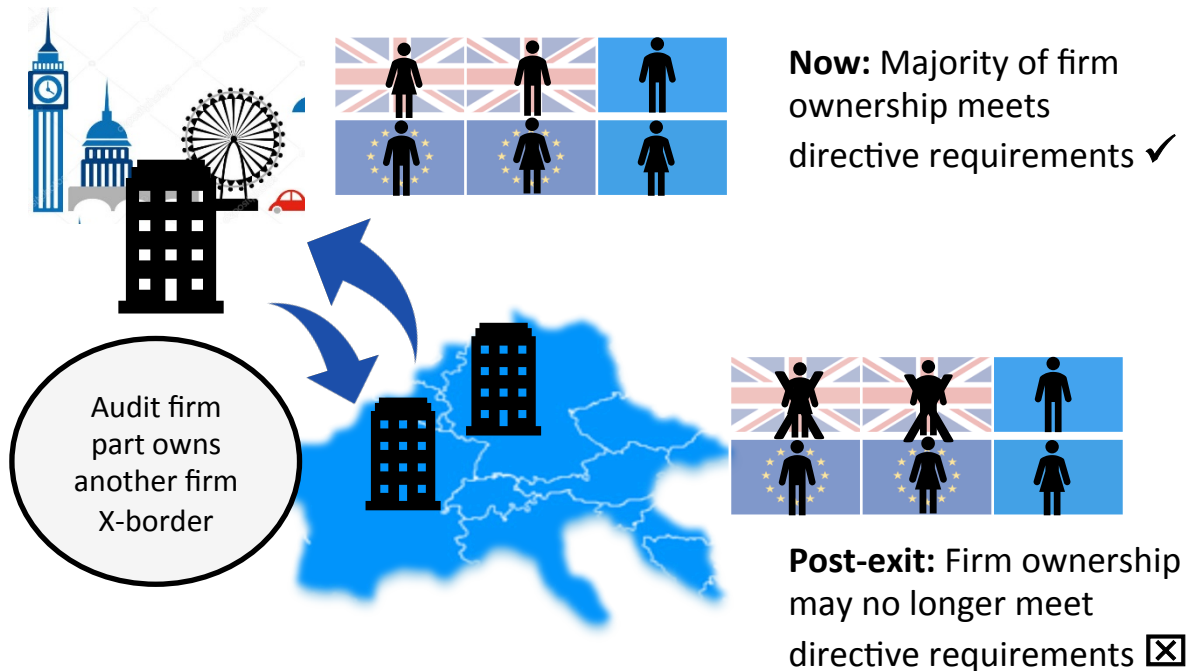 Now: Majority of firm
ownership meets
directive requirements ✓
Audit firm
part owns
another firm
X-border
Post-exit: Firm ownership
may no longer meet
directive requirements ☒